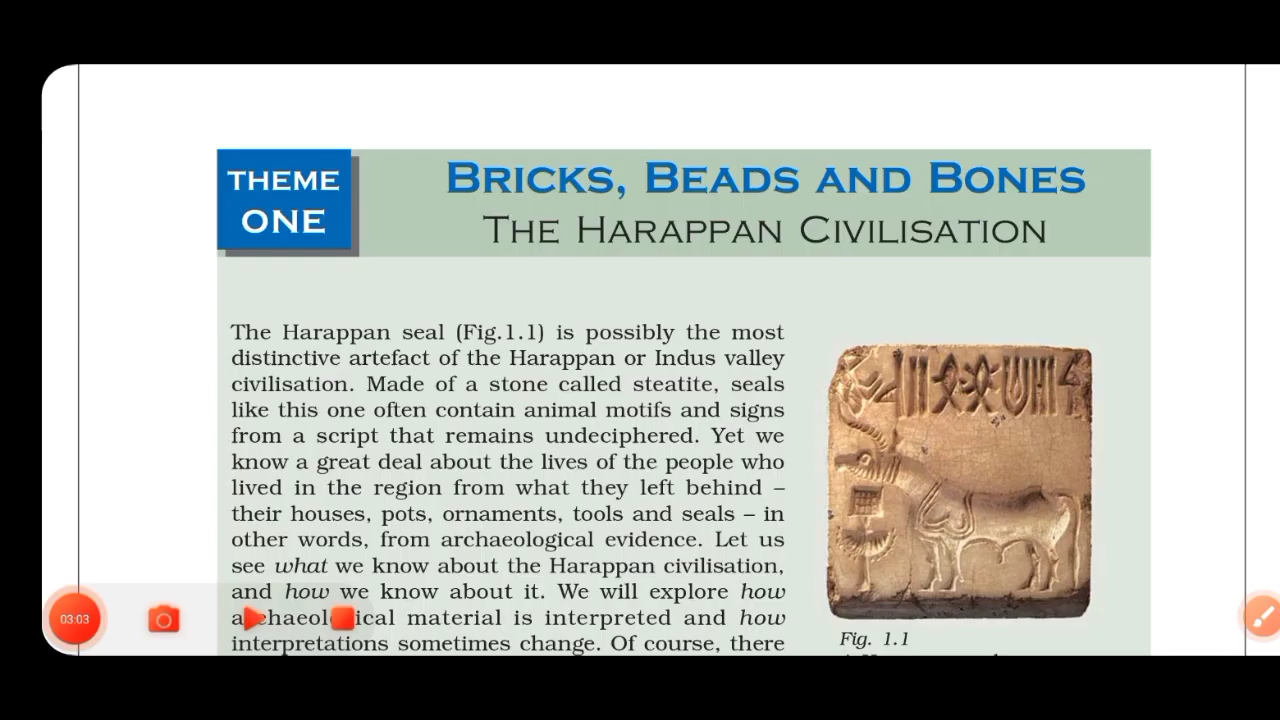 THEME
ONE
BRICKS, BEADS AND BONES
THE HARAPPAN CIVILISATION
The Harappan seal (Fig.1.1) is possibly the most
distinctive artefact of the Harappan or Indus valley
civilisation. Made of a stone called steatite, seals
like this one often contain animal motifs and signs
from a script that remains undeciphered. Yet we
know a great deal about the lives of the people who
lived in the region from what they left behind –
their houses, pots, ornaments, tools and seals – in
other words, from archaeological evidence. Let us
see what we know about the Harappan civilisation,
and how we know about it. We will explore how
archaeological material is interpreted and how
interpretations sometimes change. Of course, there
Fig. 1.1
03:03